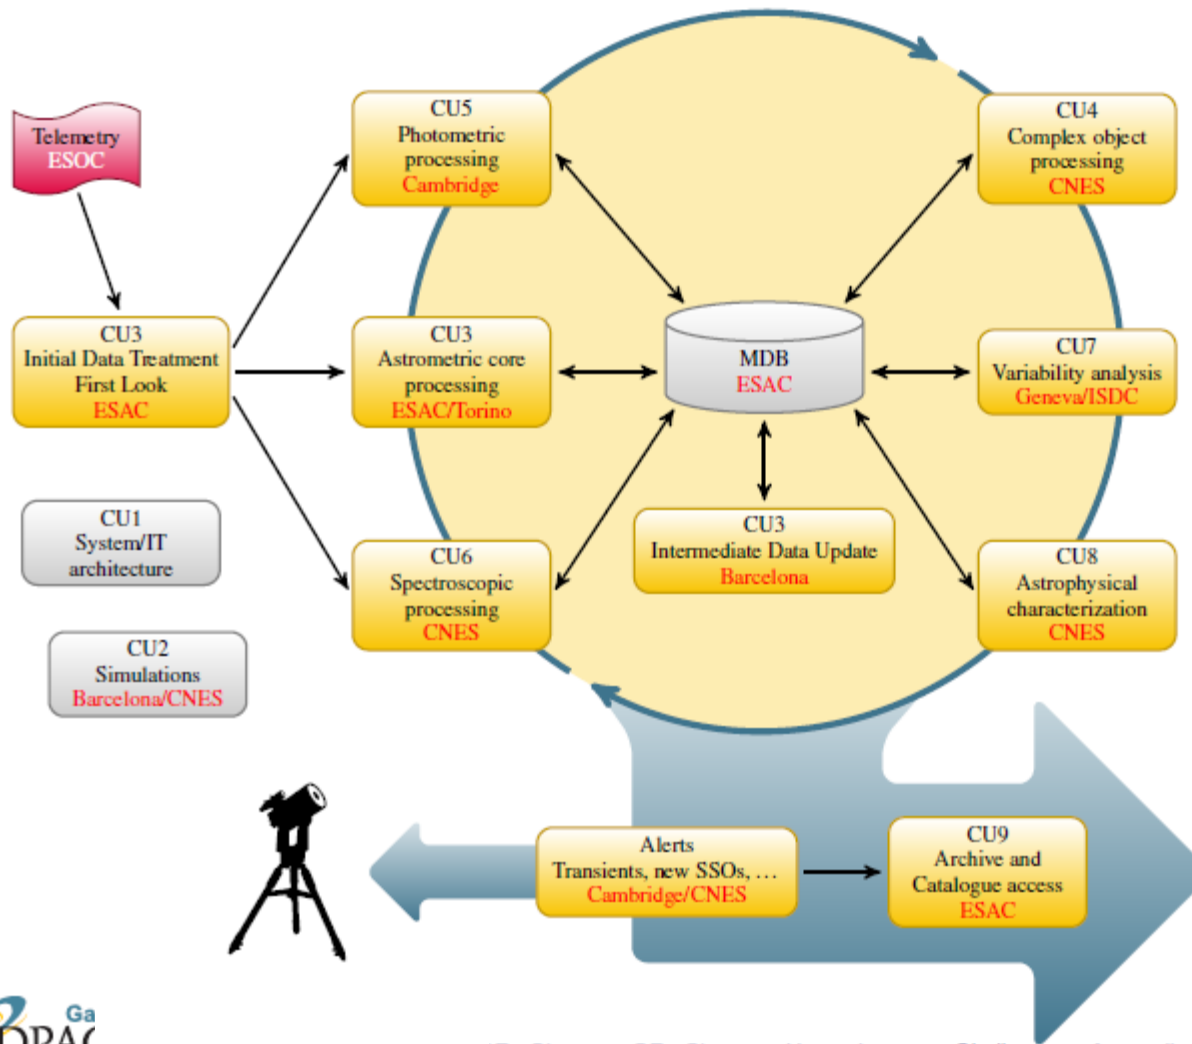 Telemetry
ESOC
CU5
Photometric
processing
Cambridge
CU4
Complex object
processing
CNES
CU3
Initial Data Treatment
First Look
ESAC
CU3
Astrometric core
processing
ESAC/Torino
MDB
ESAC
CU7
Variability analysis
Geneva/ISDC
CU1
System/IT
architecture
CU6
Spectroscopic
processing
CNES
CU3
Intermediate Data Update
Barcelona
CU8
Astrophysical
characterization
CNES
CU2
Simulations
Barcelona/CNES
Alerts
Transients, new SSOs, …
Cambridge/CNES
CU9
Archive and
Catalogue access
ESAC
Ga